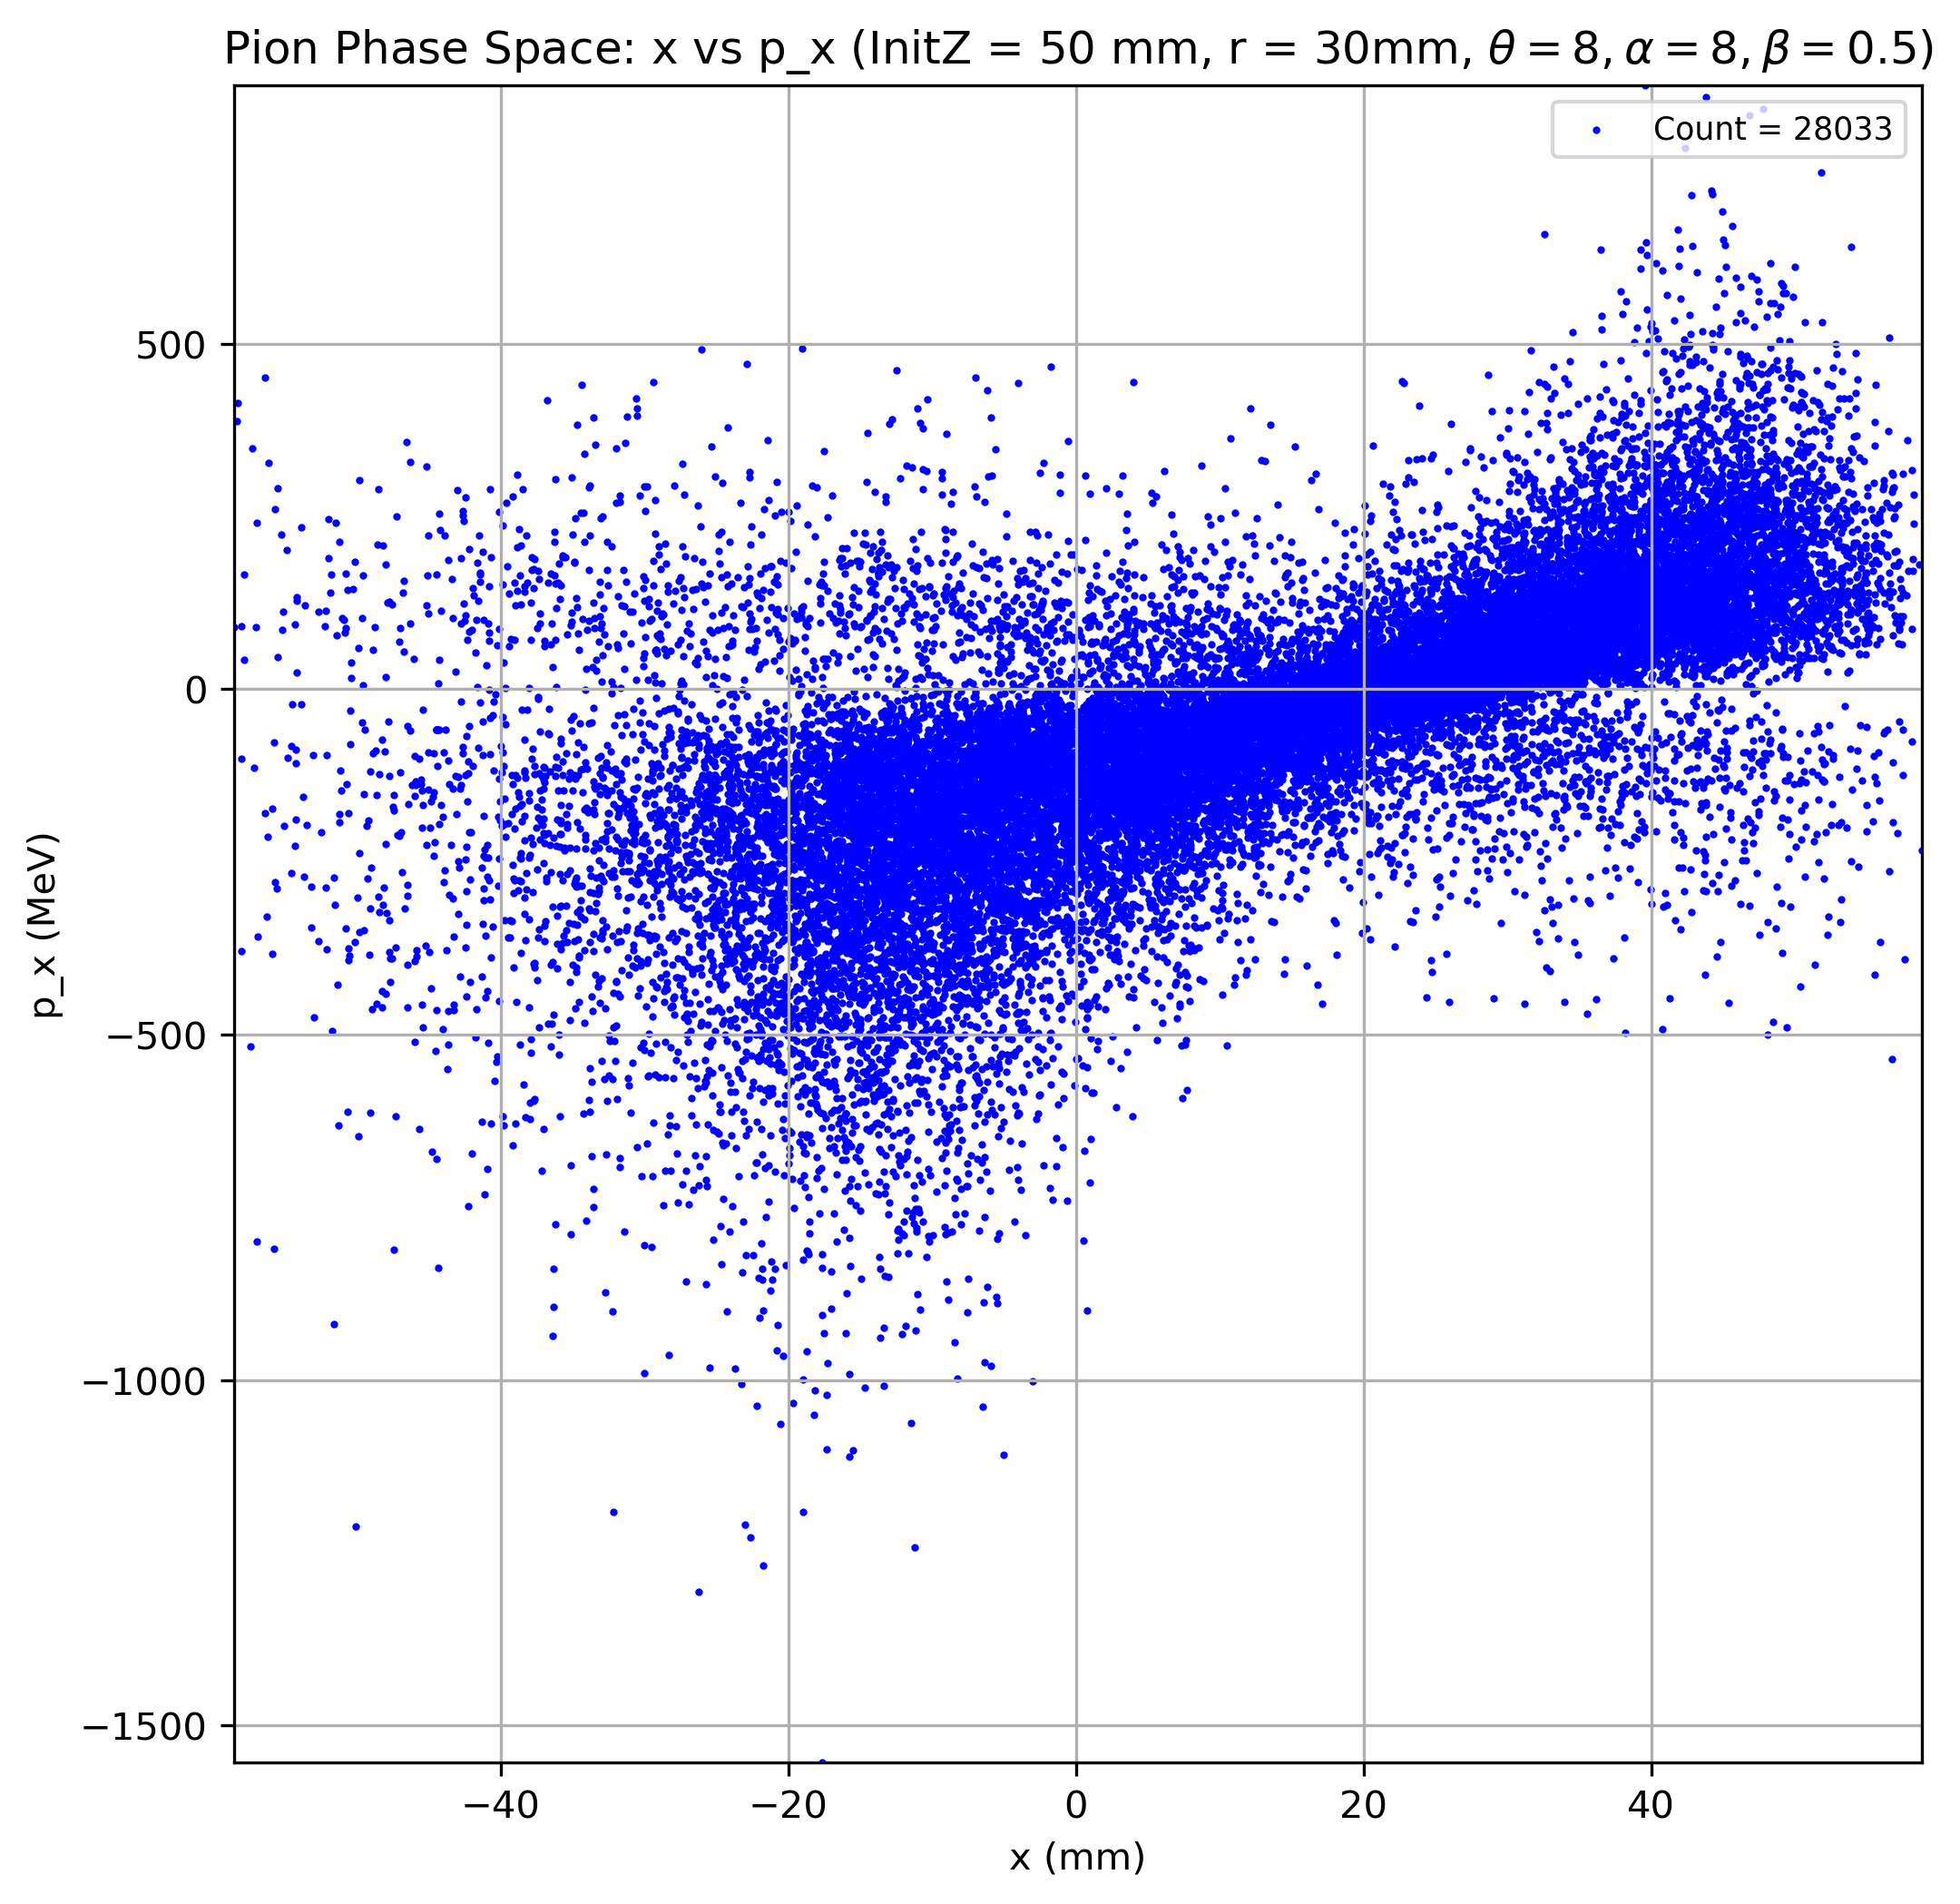 Pion Phase Space: x vs p_x (InitZ = 50 mm, r = 30mm, θ = 8, α = 8, β = 0.5)
Count = 28033
500
0
−500
−1000
−1500
p_x (MeV)
−40 −20 0 20 40
x (mm)